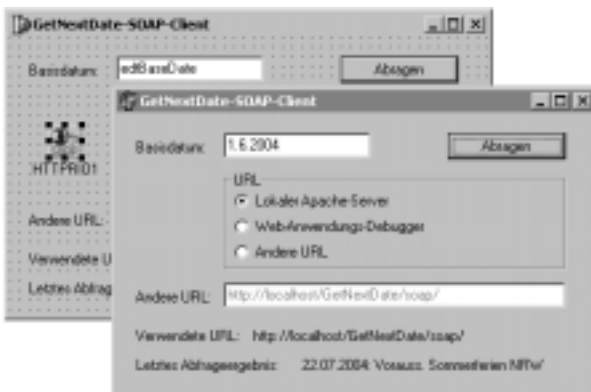 GetNextDate-SOAP-Client
Basisdatum: edtBaseDate Abfragen
HTTPRIO1
Andere URL:
Verwendete U
Letztes Abfrag
GetNextDate-SOAP-Client
Basisdatum: 1.6.2004 Abfragen
URL
Lokaler Apache-Server
Web-Anwendungs-Debugger
Andere URL
Andere URL: http://localhost/GetNextDate/soap/
Verwendete URL: http://localhost/GetNextDate/soap/
Letztes Abfrageergebnis: 22.07.2004: Vorauss. Sommerferien NRW